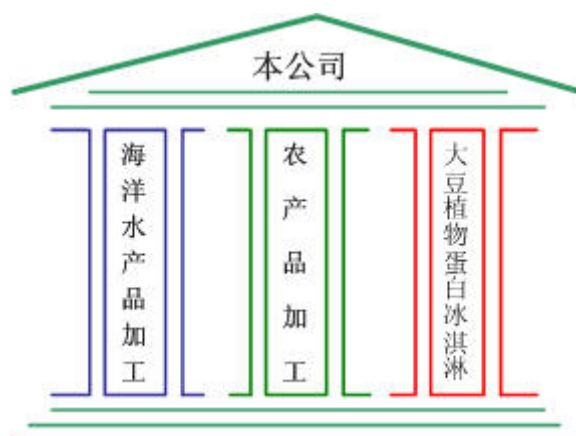 本公司
海洋水产品加工
农产品加工
大豆植物蛋白冰淇淋